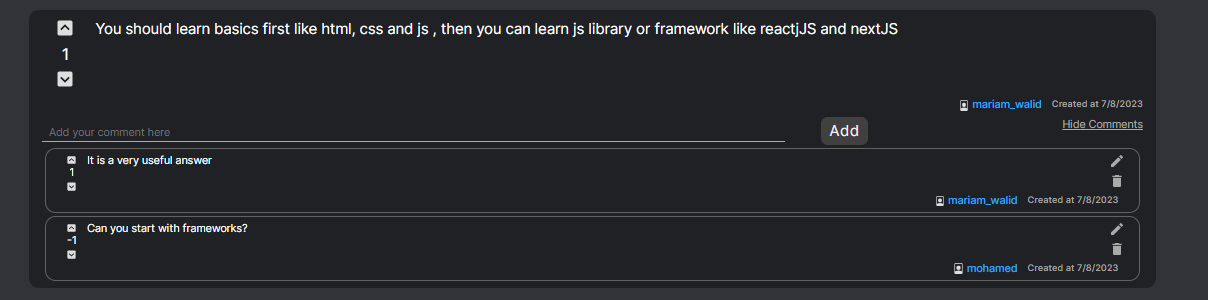 You should learn basics first like html, css and js , then you can learn js library or framework like reactjJS and nextJS
1
mariam_walid Created at 7/8/2023
Add your comment here Add Hide Comments
It is a very useful answer
1
mariam_walid Created at 7/8/2023
Can you start with frameworks?
-1
mohamed Created at 7/8/2023